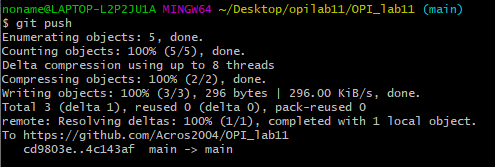 noname@LAPTOP-L2P2JU1A MINGW64 ~/Desktop/opilab11/OPI_lab11 (main)
$ git push
Enumerating objects: 5, done.
Counting objects: 100% (5/5), done.
Delta compression using up to 8 threads
Compressing objects: 100% (2/2), done.
Writing objects: 100% (3/3), 296 bytes | 296.00 KiB/s, done.
Total 3 (delta 1), reused 0 (delta 0), pack-reused 0
remote: Resolving deltas: 100% (1/1), completed with 1 local object.
To https://github.com/Acros2004/OPI_lab11
   cd9803e..4c143af  main -> main